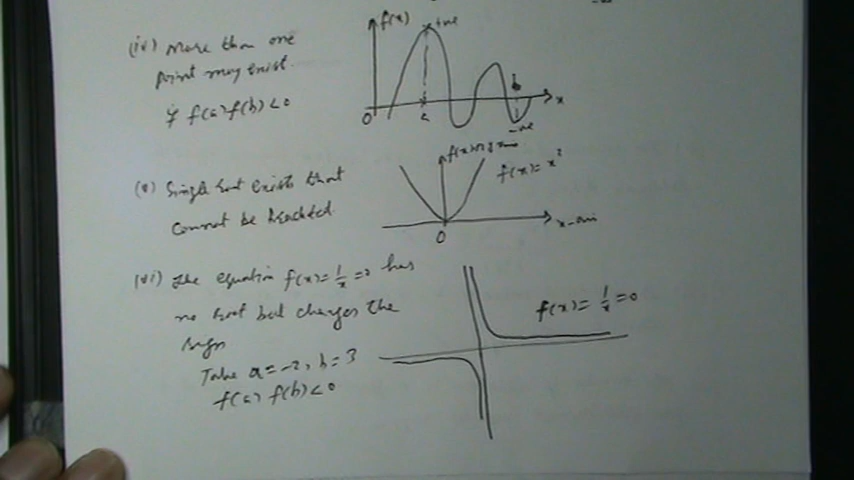 (iv) More than one
point may exist.
if f(a) f(b) < 0
f(x)
+ve
b
O
a
x
-ve
(v) Single root exists that
cannot be bracketed.
f(x) = x²
O
x-axis
(vi) The equation f(x) = 1/x = 0 has
no root but changes the
sign
Take a = -2, b = 3
f(a) f(b) < 0
f(x) = 1/x = 0